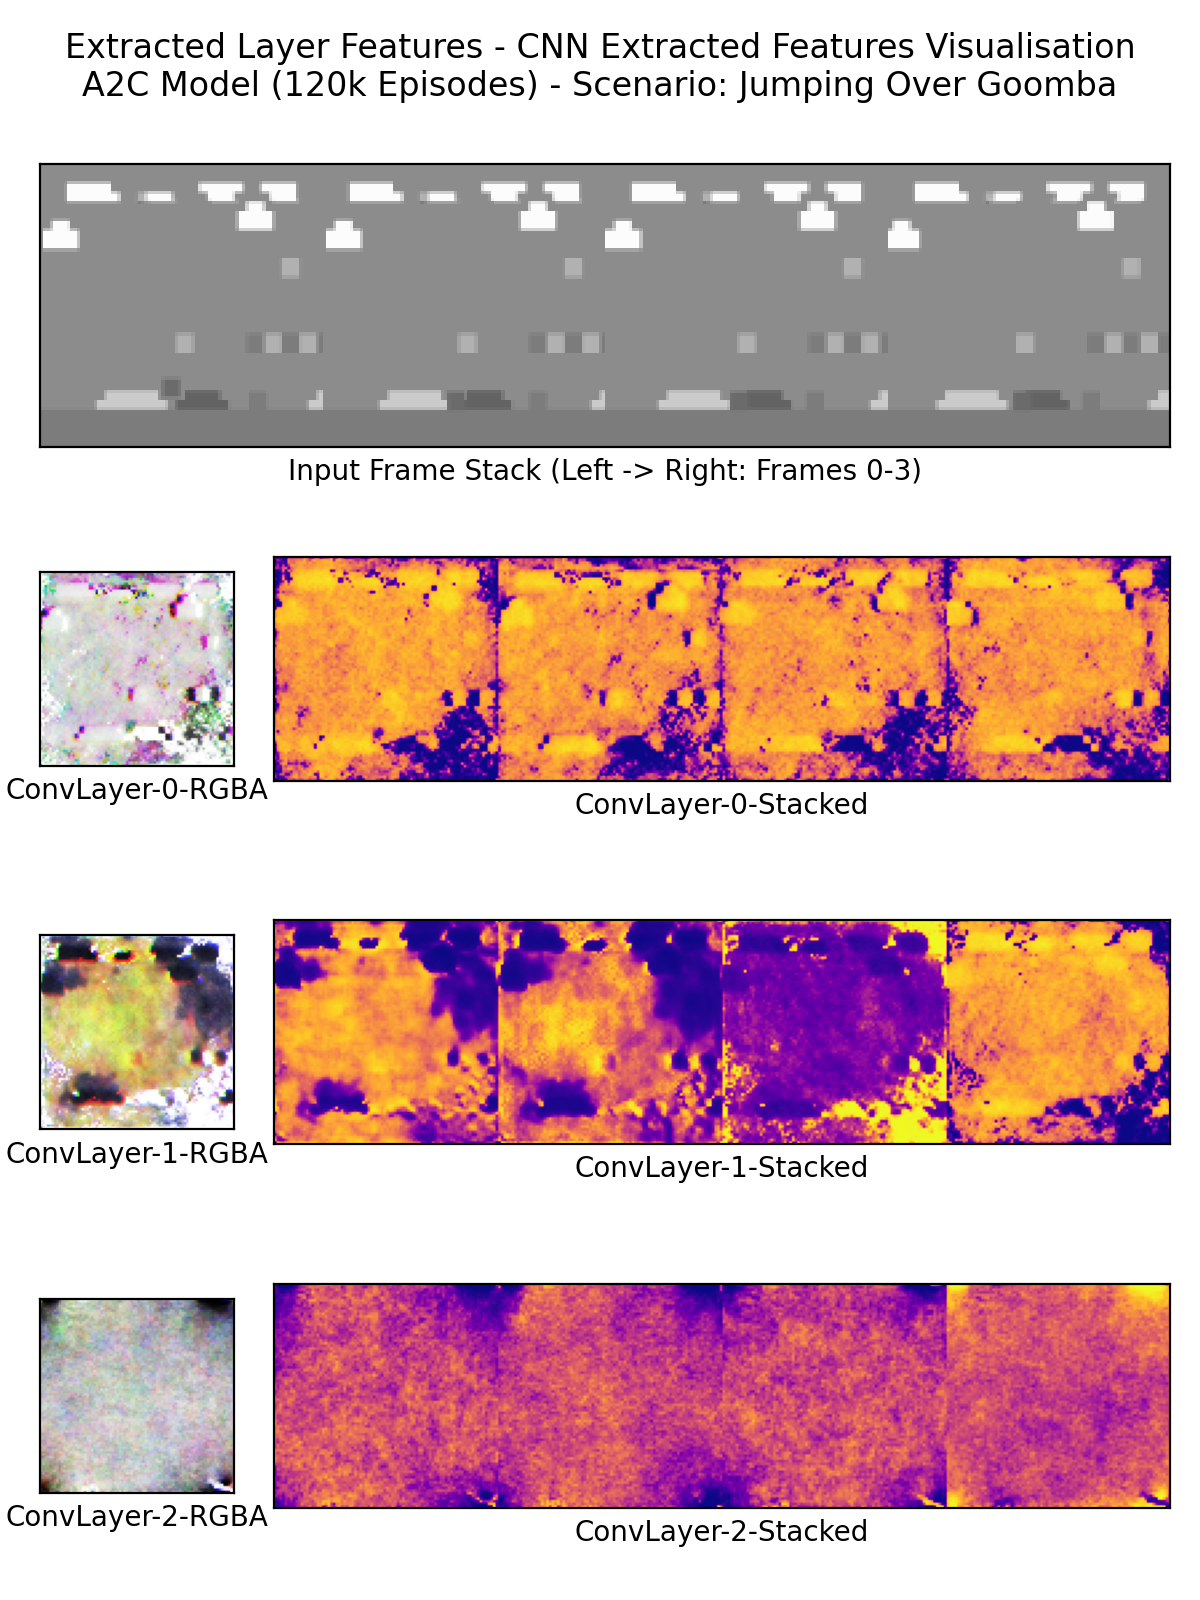 Extracted Layer Features - CNN Extracted Features Visualisation
A2C Model (120k Episodes) - Scenario: Jumping Over Goomba
Input Frame Stack (Left -> Right: Frames 0-3)
ConvLayer-0-RGBA
ConvLayer-0-Stacked
ConvLayer-1-RGBA
ConvLayer-1-Stacked
ConvLayer-2-RGBA
ConvLayer-2-Stacked